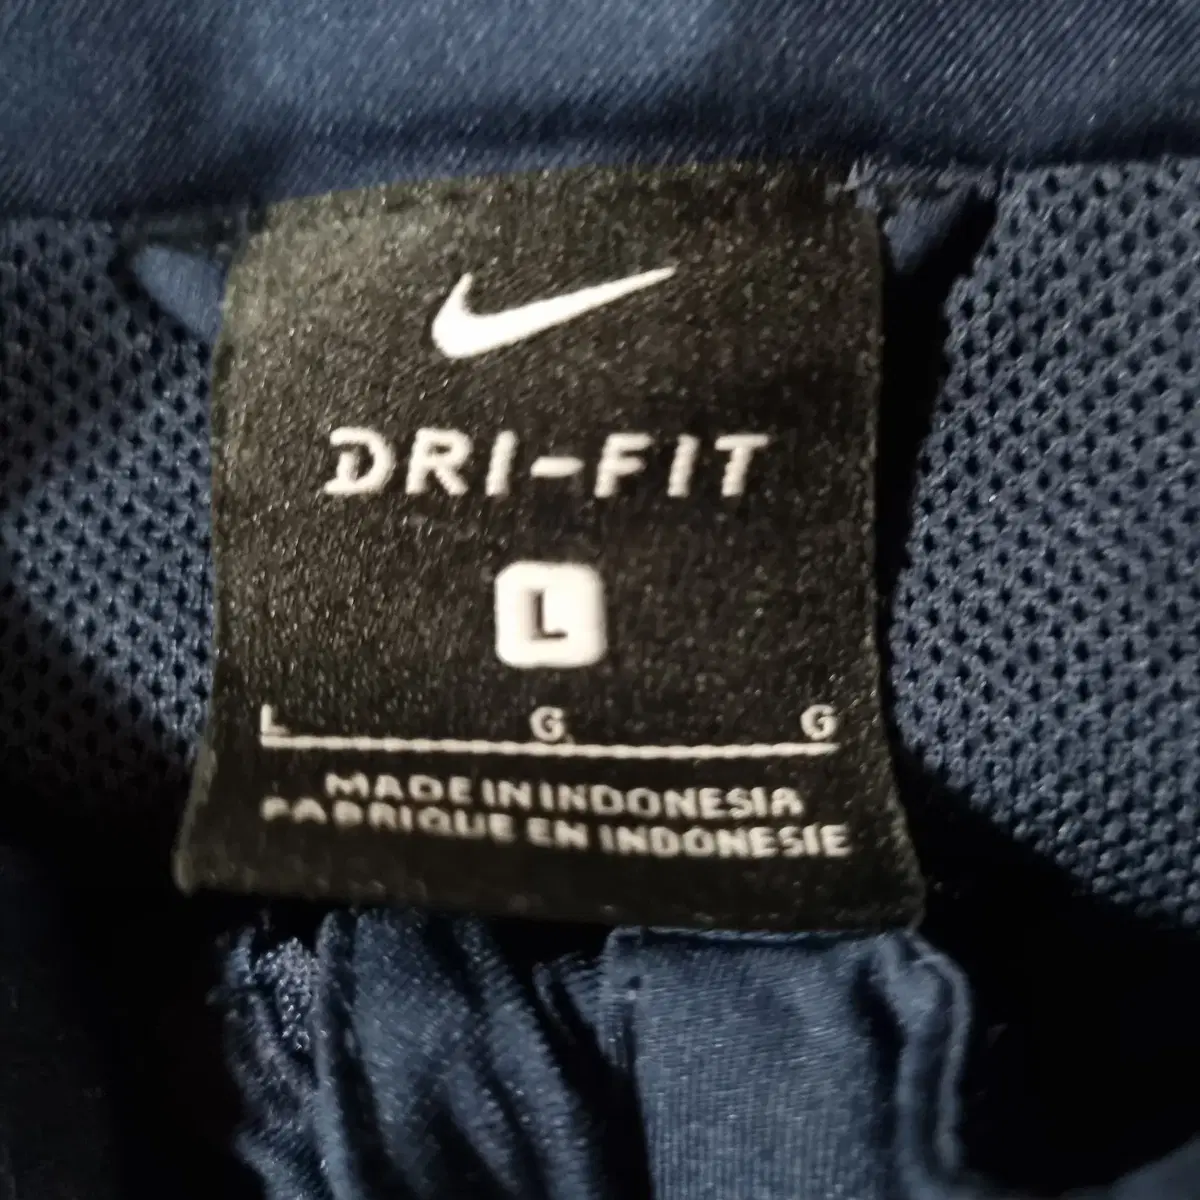 DRI-FIT
L
L G G
MADE IN INDONESIA
FABRIQUE EN INDONESIE